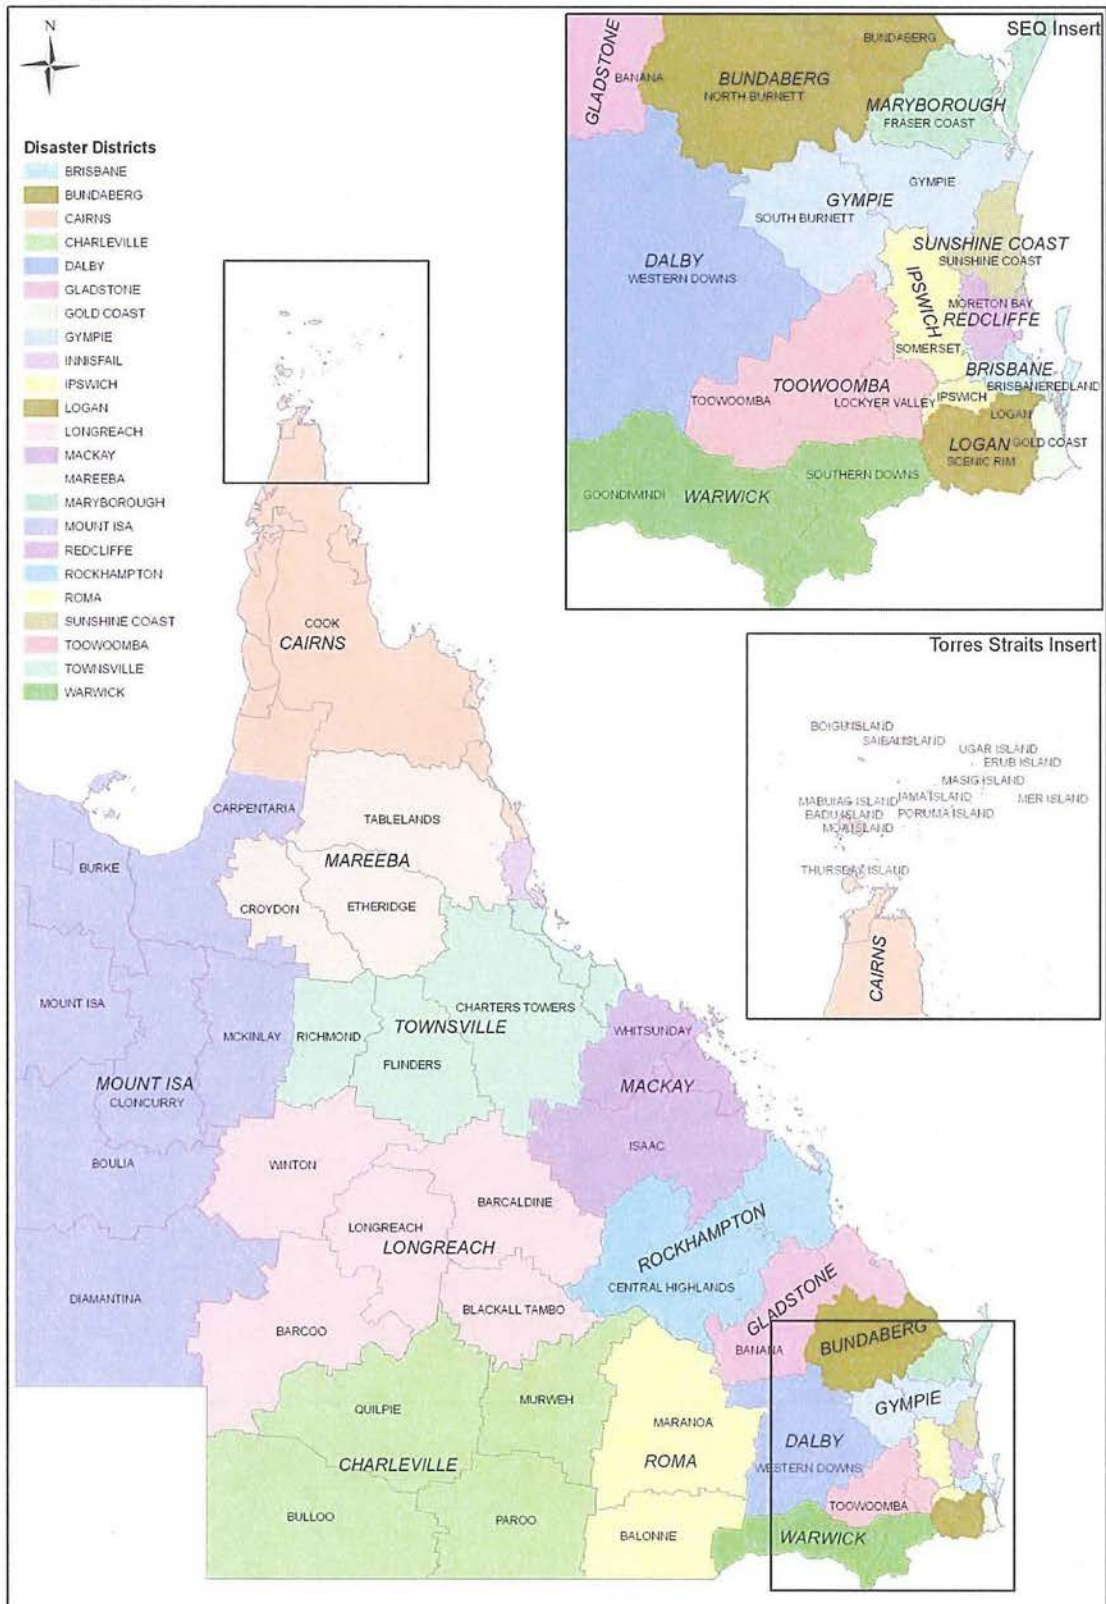 N
Disaster Districts
BRISBANE
BUNDABERG
CAIRNS
CHARLEVILLE
DALBY
GLADSTONE
GOLD COAST
GYMPIE
INNISFAIL
IPSWICH
LOGAN
LONGREACH
MACKAY
MAREEBA
MARYBOROUGH
MOUNT ISA
REDCLIFFE
ROCKHAMPTON
ROMA
SUNSHINE COAST
TOOWOOMBA
TOWNSVILLE
WARWICK
SEQ Insert
BUNDABERG
GLADSTONE
BANANA
BUNDABERG
NORTH BURNETT
MARYBOROUGH
FRASER COAST
GYMPIE
GYMPIE
SOUTH BURNETT
SUNSHINE COAST
SUNSHINE COAST
DALBY
WESTERN DOWNS
IPSWICH
MORETON BAY
REDCLIFFE
SOMERSET
BRISBANE
BRISBANE
REDLAND
TOOWOOMBA
TOOWOOMBA
LOCKYER VALLEY
IPSWICH
LOGAN
LOGAN
GOLD COAST
SCENIC RIM
SOUTHERN DOWNS
GOONDIWINDI
WARWICK
Torres Straits Insert
BOIGU ISLAND
SAIBAI ISLAND
UGAR ISLAND
ERUB ISLAND
MASIG ISLAND
MABUIAG ISLAND
IAMA ISLAND
MER ISLAND
BADU ISLAND
PORUMA ISLAND
MOA ISLAND
THURSDAY ISLAND
CAIRNS
COOK
CAIRNS
CARPENTARIA
TABLELANDS
MAREEBA
BURKE
CROYDON
ETHERIDGE
MOUNT ISA
MCKINLAY
RICHMOND
CHARTERS TOWERS
TOWNSVILLE
FLINDERS
WHITSUNDAY
MACKAY
ISAAC
MOUNT ISA
CLONCURRY
BOULIA
WINTON
BARCALDINE
LONGREACH
LONGREACH
ROCKHAMPTON
CENTRAL HIGHLANDS
DIAMANTINA
BARCOO
BLACKALL TAMBO
GLADSTONE
BANANA
BUNDABERG
GYMPIE
QUILPIE
MURWEH
MARANOA
ROMA
DALBY
WESTERN DOWNS
CHARLEVILLE
BULLOO
PAROO
BALONNE
TOOWOOMBA
WARWICK